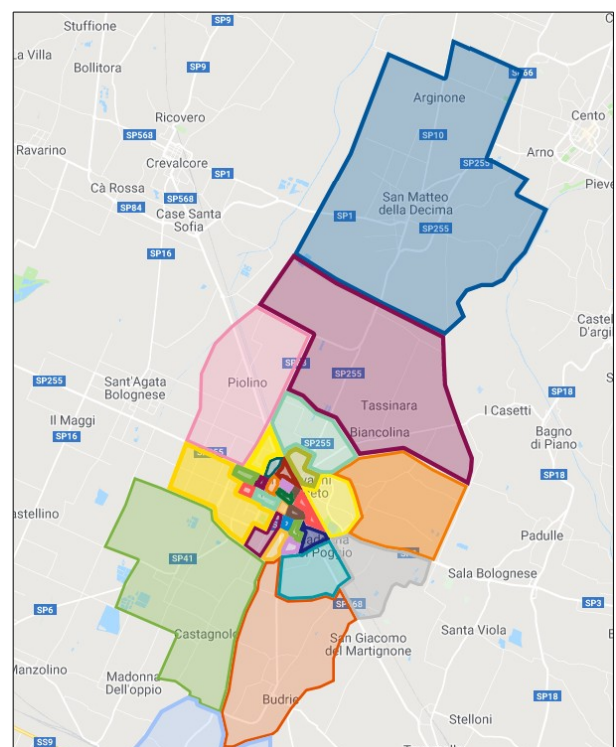 SP9
Stuffione
La Villa
SP9
Bollitora
SP66
Arginone
Ricovero
Cento
SP568
SP10
Ravarino
Crevalcore
Arno
SP255
SP1
Pieve
Cà Rossa
SP568
San Matteo
della Decima
SP84
Case Santa
Sofia
SP1
SP255
SP16
Castel
D'argi
SP255
SP255
Sant'Agata
Bolognese
Piolino
SP18
Tassinara
I Casetti
Il Maggi
Biancolina
Bagno
di Piano
SP16
SP255
SP18
astellino
Padulle
SP41
Sala Bolognese
SP6
SP568
SP3
Castagnolo
San Giacomo
del Martignone
Santa Viola
Manzolino
Madonna
Dell'oppio
Budrie
SP18
Stelloni
SS9